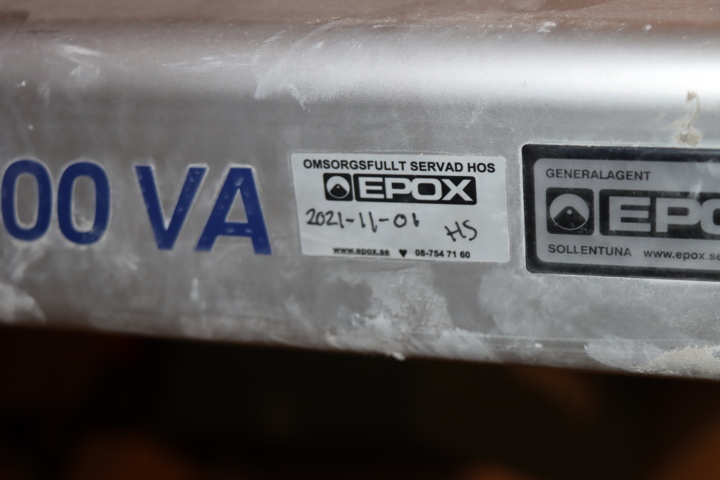 00 VA
OMSORGSFULLT SERVAD HOS
EPOX
2021-11-01
HS
www.epox.se ♥ 08-754 71 60
GENERALAGENT
EPO
SOLLENTUNA www.epox.se